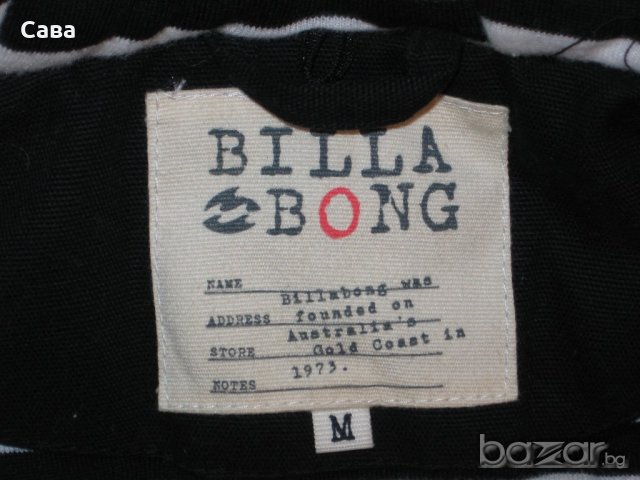 Сава
BILLA
BONG
NAME
Billabong was
ADDRESS founded on
Australia's
STORE Gold Coast in
1973.
NOTES
M
bazar.bg